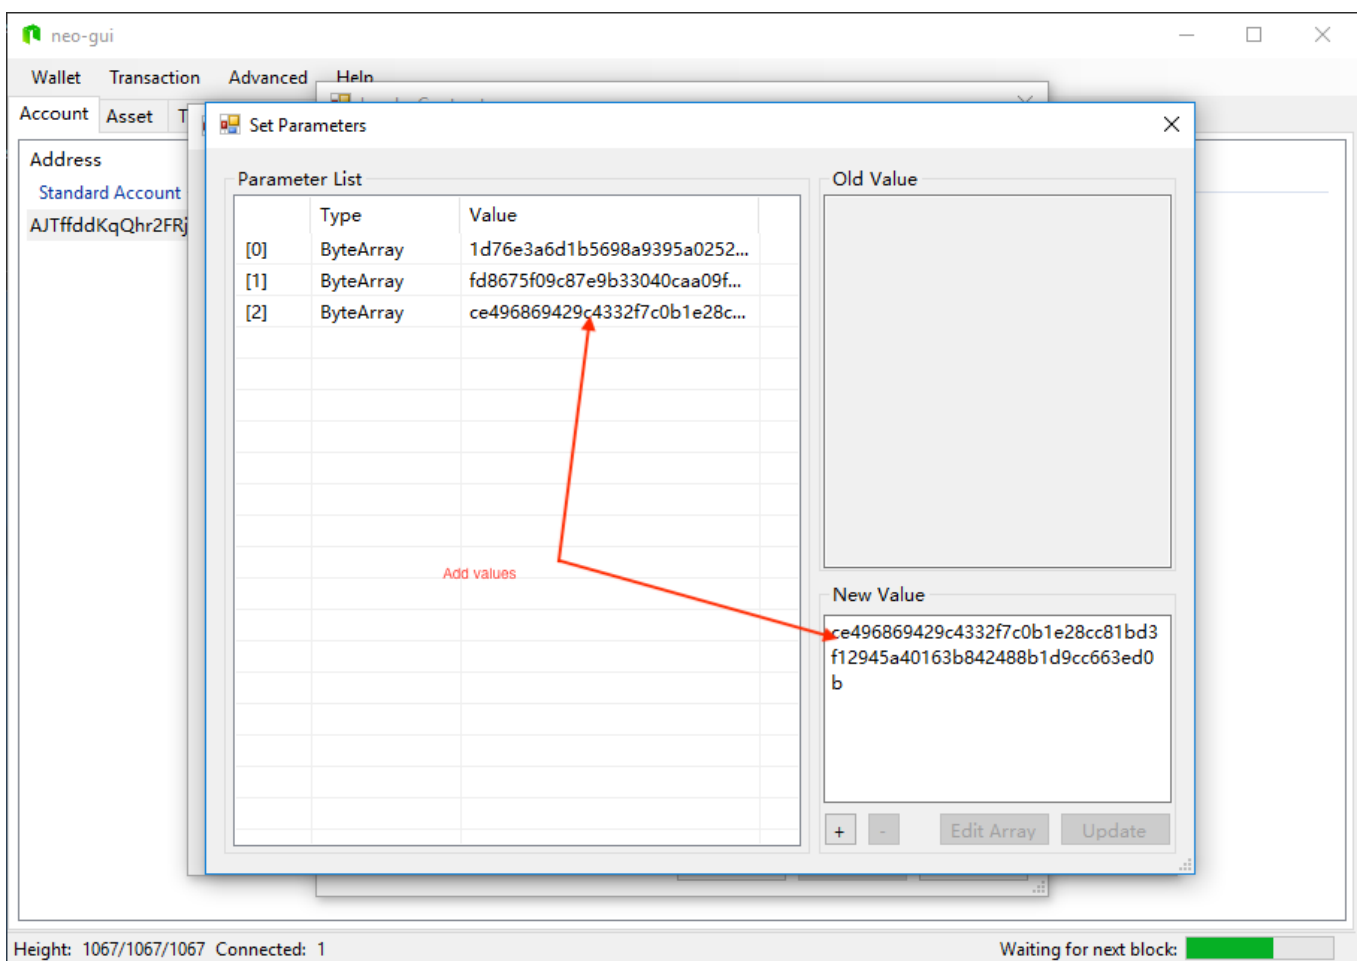 neo-gui
Wallet Transaction Advanced Help
Account Asset T
Set Parameters
Address
Standard Account
AJTffddKqQhr2FRj
Parameter List
Type Value
[0] ByteArray 1d76e3a6d1b5698a9395a0252...
[1] ByteArray fd8675f09c87e9b33040caa09f...
[2] ByteArray ce496869429c4332f7c0b1e28c...
Add values
Old Value
New Value
ce496869429c4332f7c0b1e28cc81bd3
f12945a40163b842488b1d9cc663ed0
b
+ - Edit Array Update
Height: 1067/1067/1067 Connected: 1
Waiting for next block: